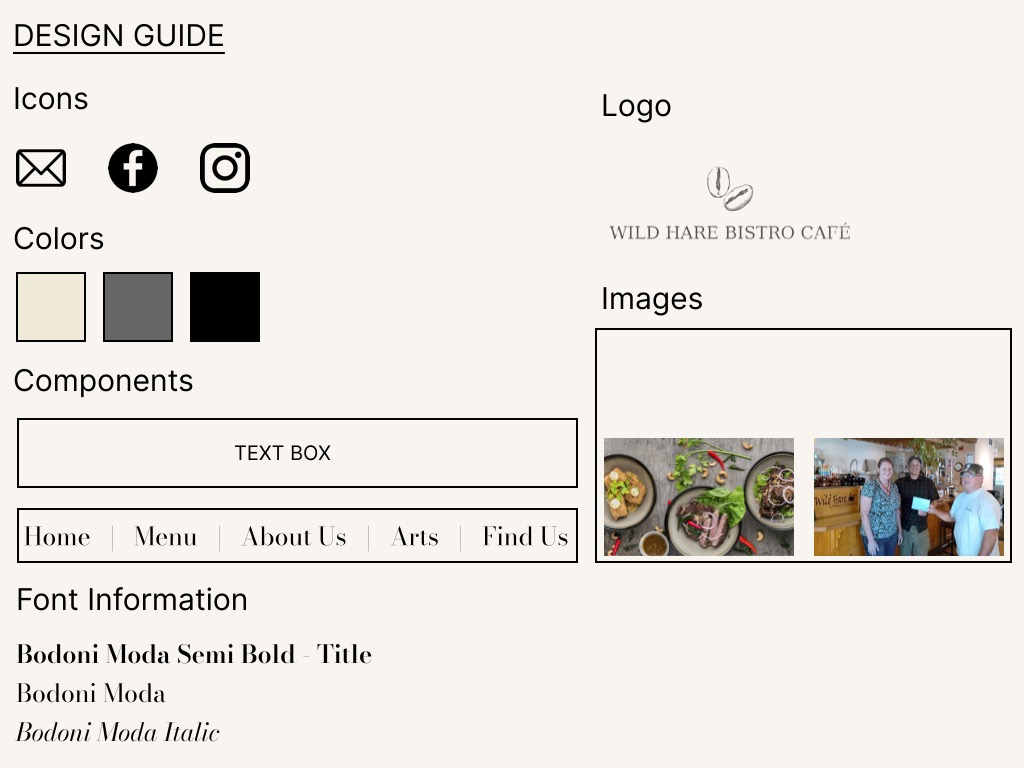 DESIGN GUIDE
Icons
Colors
Components
TEXT BOX
Home | Menu | About Us | Arts | Find Us
Font Information
Bodoni Moda Semi Bold - Title
Bodoni Moda
Bodoni Moda Italic
Logo
WILD HARE BISTRO CAFÉ
Images
Wild Hare